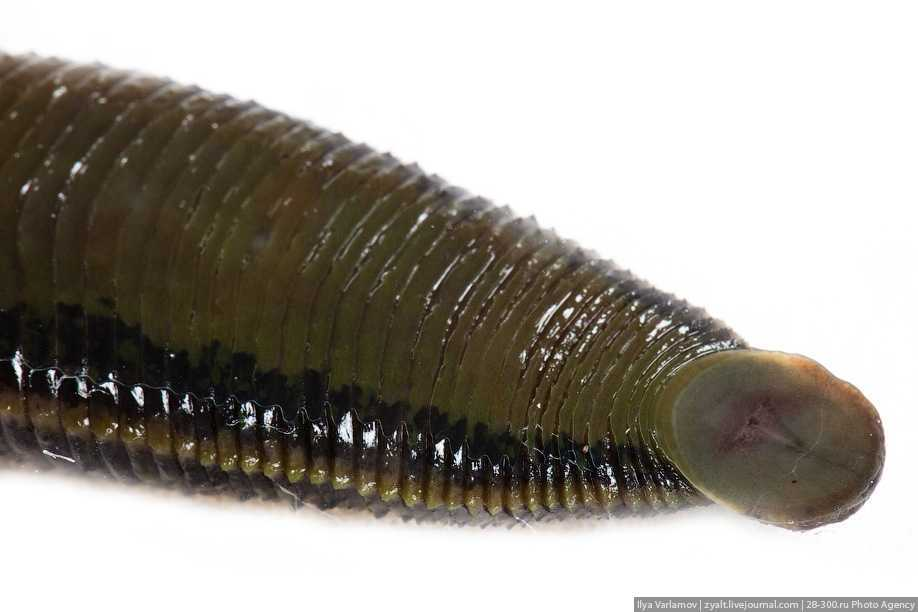 Ilya Varlamov | zyalt.livejournal.com | 28-300.ru Photo Agency